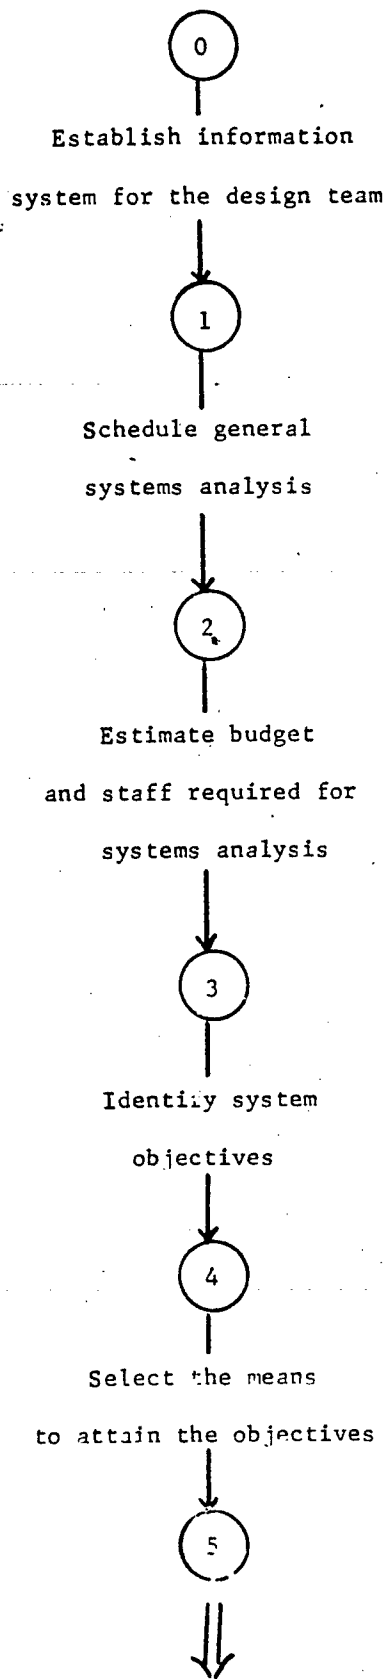 0
Establish information
system for the design team
1
Schedule general
systems analysis
2
Estimate budget
and staff required for
systems analysis
3
Identify system
objectives
4
Select the means
to attain the objectives
5